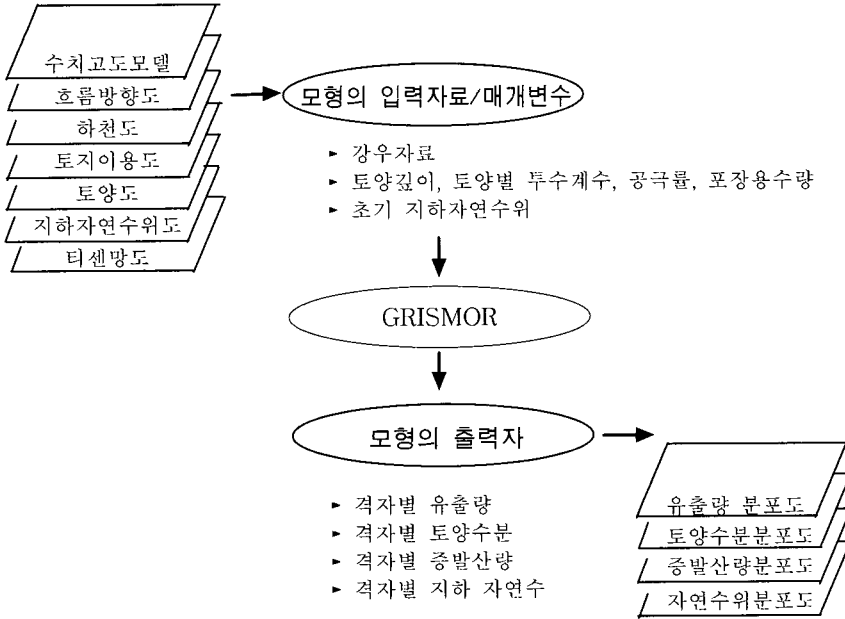 수치고도모델
흐름방향도
하천도
토지이용도
토양도
지하자연수위도
티센망도
모형의 입력자료/매개변수
► 강우자료
► 토양깊이, 토양별 투수계수, 공극률, 포장용수량
► 초기 지하자연수위
GRISMOR
모형의 출력자
► 격자별 유출량
► 격자별 토양수분
► 격자별 증발산량
► 격자별 지하 자연수
유출량 분포도
토양수분분포도
증발산량분포도
자연수위분포도